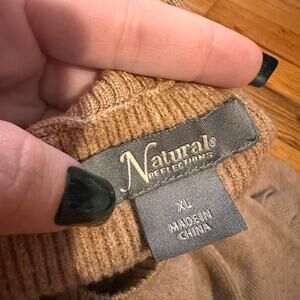 Natural®
REFLECTIONS
XL
MADE IN
CHINA